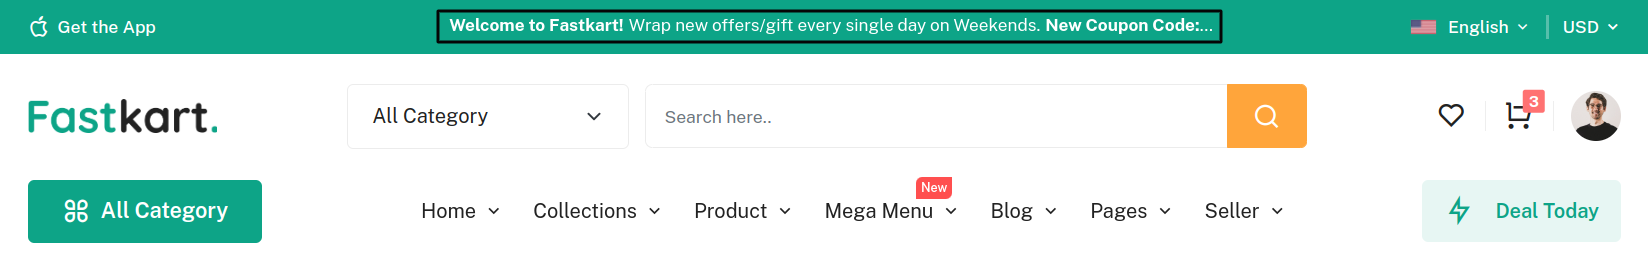 Get the App
Welcome to Fastkart! Wrap new offers/gift every single day on Weekends. New Coupon Code:...
English
USD
Fastkart.
All Category
Search here..
3
All Category
Home
Collections
Product
Mega Menu
New
Blog
Pages
Seller
Deal Today